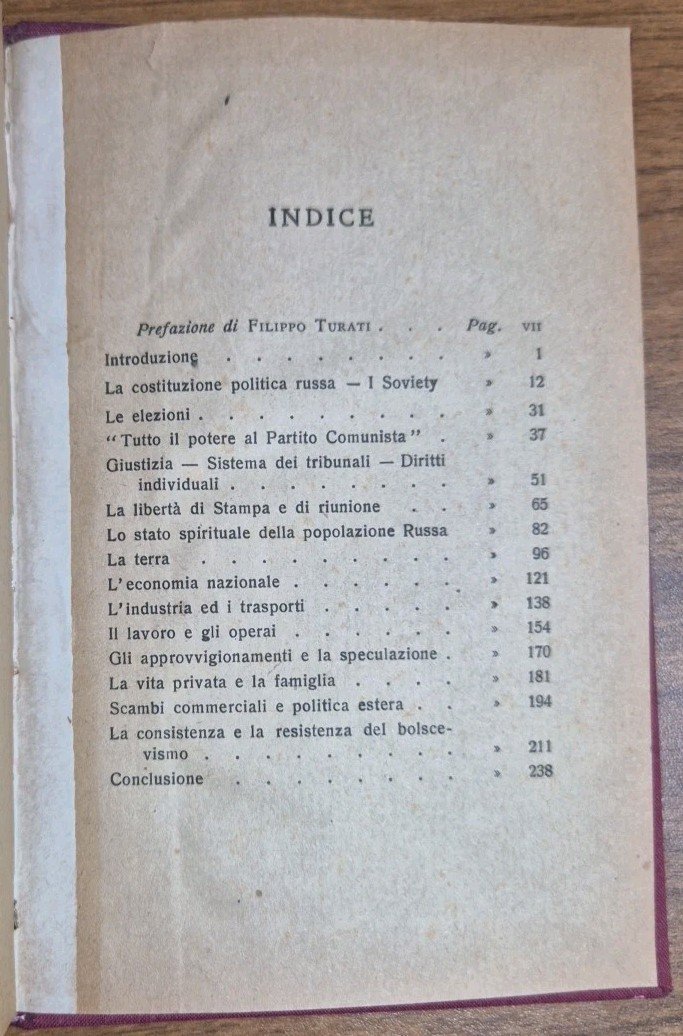 INDICE
Prefazione di FILIPPO TURATI . . . Pag. VII
Introduzione . . . . . . . . » 1
La costituzione politica russa — I Soviety » 12
Le elezioni . . . . . . . . . » 31
“Tutto il potere al Partito Comunista” . » 37
Giustizia — Sistema dei tribunali — Diritti
individuali . . . . . . . . » 51
La libertà di Stampa e di riunione . . » 65
Lo stato spirituale della popolazione Russa » 82
La terra . . . . . . . . . » 96
L'economia nazionale . . . . . . » 121
L'industria ed i trasporti . . . . . » 138
Il lavoro e gli operai . . . . . . » 154
Gli approvvigionamenti e la speculazione . » 170
La vita privata e la famiglia . . . . » 181
Scambi commerciali e politica estera . . » 194
La consistenza e la resistenza del bolsce-
vismo . . . . . . . . . » 211
Conclusione . . . . . . . . » 238